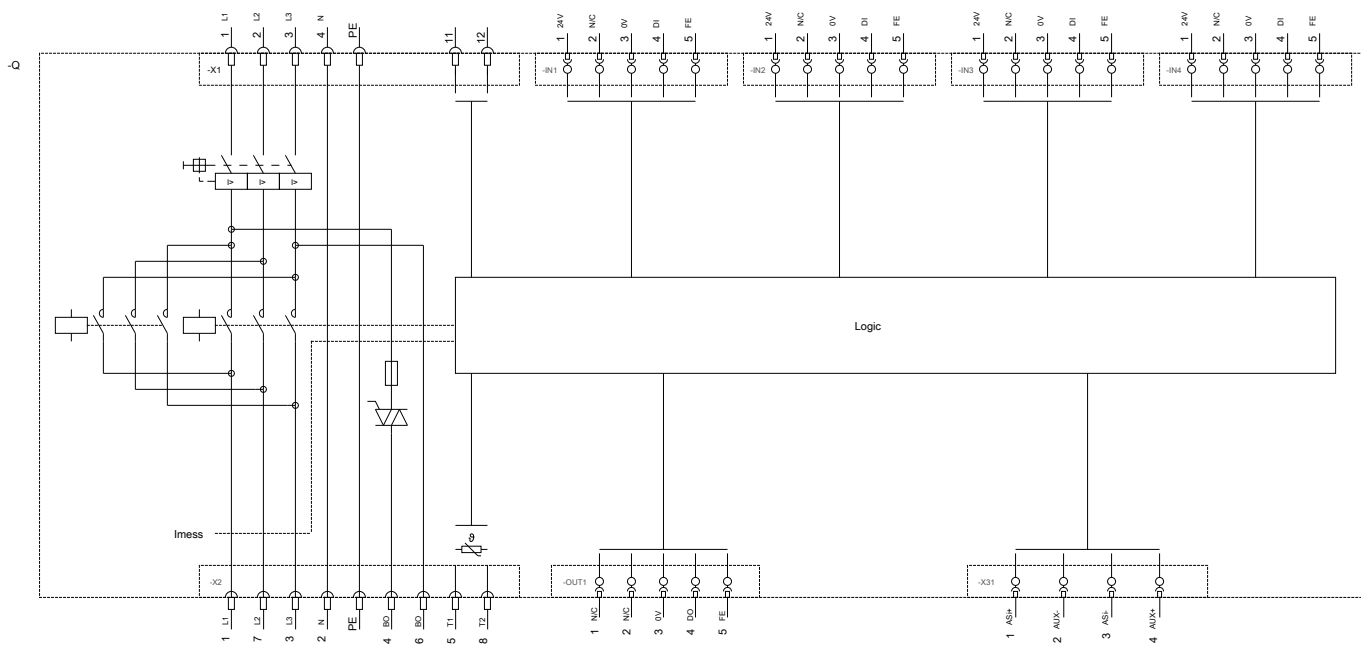 -Q
1 L1
2 L2
3 L3
4 N
PE
11
12
-X1
1 24V
2 N/C
3 0V
4 DI
5 FE
-IN1
1 24V
2 N/C
3 0V
4 DI
5 FE
-IN2
1 24V
2 N/C
3 0V
4 DI
5 FE
-IN3
1 24V
2 N/C
3 0V
4 DI
5 FE
-IN4
I>
I>
I>
Logic
Imess
ϑ
-X2
1 L1
7 L2
3 L3
2 N
PE
4 BO
6 BO
5 T1
8 T2
-OUT1
1 N/C
2 N/C
3 0V
4 DO
5 FE
-X31
1 ASi+
2 AUX-
3 ASi-
4 AUX+